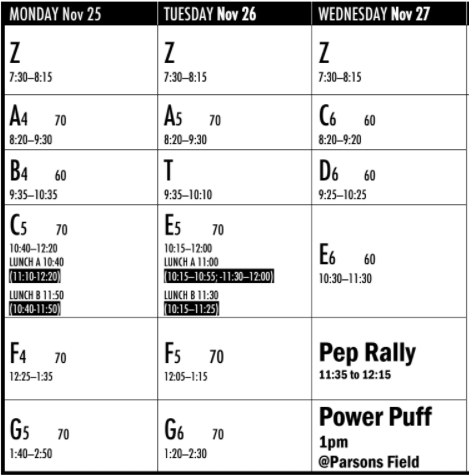 MONDAY Nov 25
Z
7:30–8:15
A4 70
8:20–9:30
B4 60
9:35–10:35
C5 70
10:40–12:20
LUNCH A 10:40
(11:10-12:20)
LUNCH B 11:50
(10:40-11:50)
F4 70
12:25–1:35
G5 70
1:40–2:50
TUESDAY Nov 26
Z
7:30–8:15
A5 70
8:20–9:30
T
9:35–10:10
E5 70
10:15–12:00
LUNCH A 11:00
(10:15–10:55; -11:30–12:00)
LUNCH B 11:30
(10:15–11:25)
F5 70
12:05–1:15
G6 70
1:20–2:30
WEDNESDAY Nov 27
Z
7:30–8:15
C6 60
8:20–9:20
D6 60
9:25–10:25
E6 60
10:30–11:30
Pep Rally
11:35 to 12:15
Power Puff
1pm
@Parsons Field